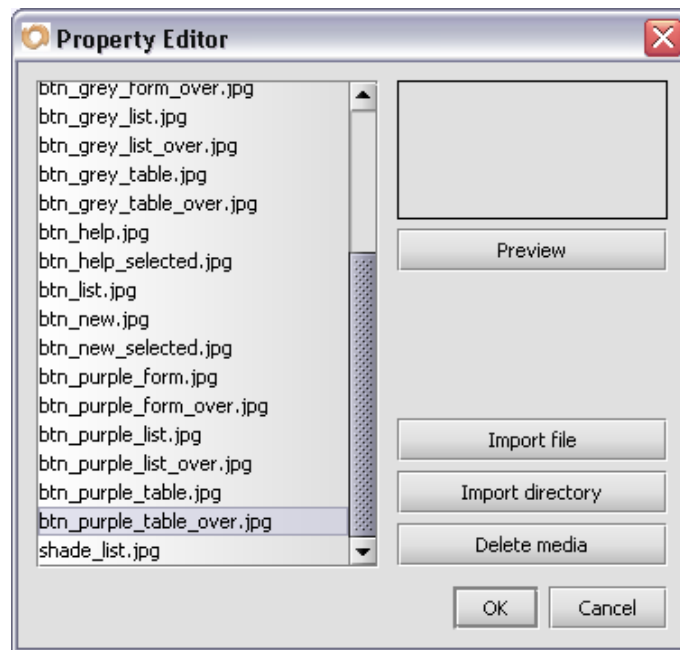 Property Editor
btn_grey_form_over.jpg
btn_grey_list.jpg
btn_grey_list_over.jpg
btn_grey_table.jpg
btn_grey_table_over.jpg
btn_help.jpg
btn_help_selected.jpg
btn_list.jpg
btn_new.jpg
btn_new_selected.jpg
btn_purple_form.jpg
btn_purple_form_over.jpg
btn_purple_list.jpg
btn_purple_list_over.jpg
btn_purple_table.jpg
btn_purple_table_over.jpg
shade_list.jpg
Preview
Import file
Import directory
Delete media
OK
Cancel